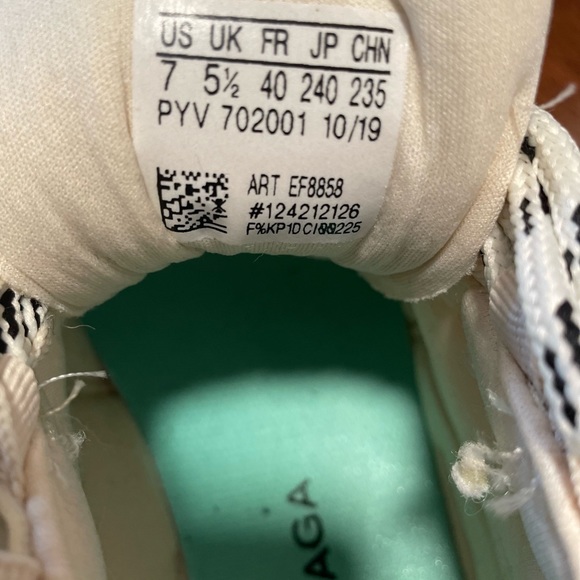 US UK FR JP CHN
7 5½ 40 240 235
PYV 702001 10/19
ART EF8858
#124212126
AGA